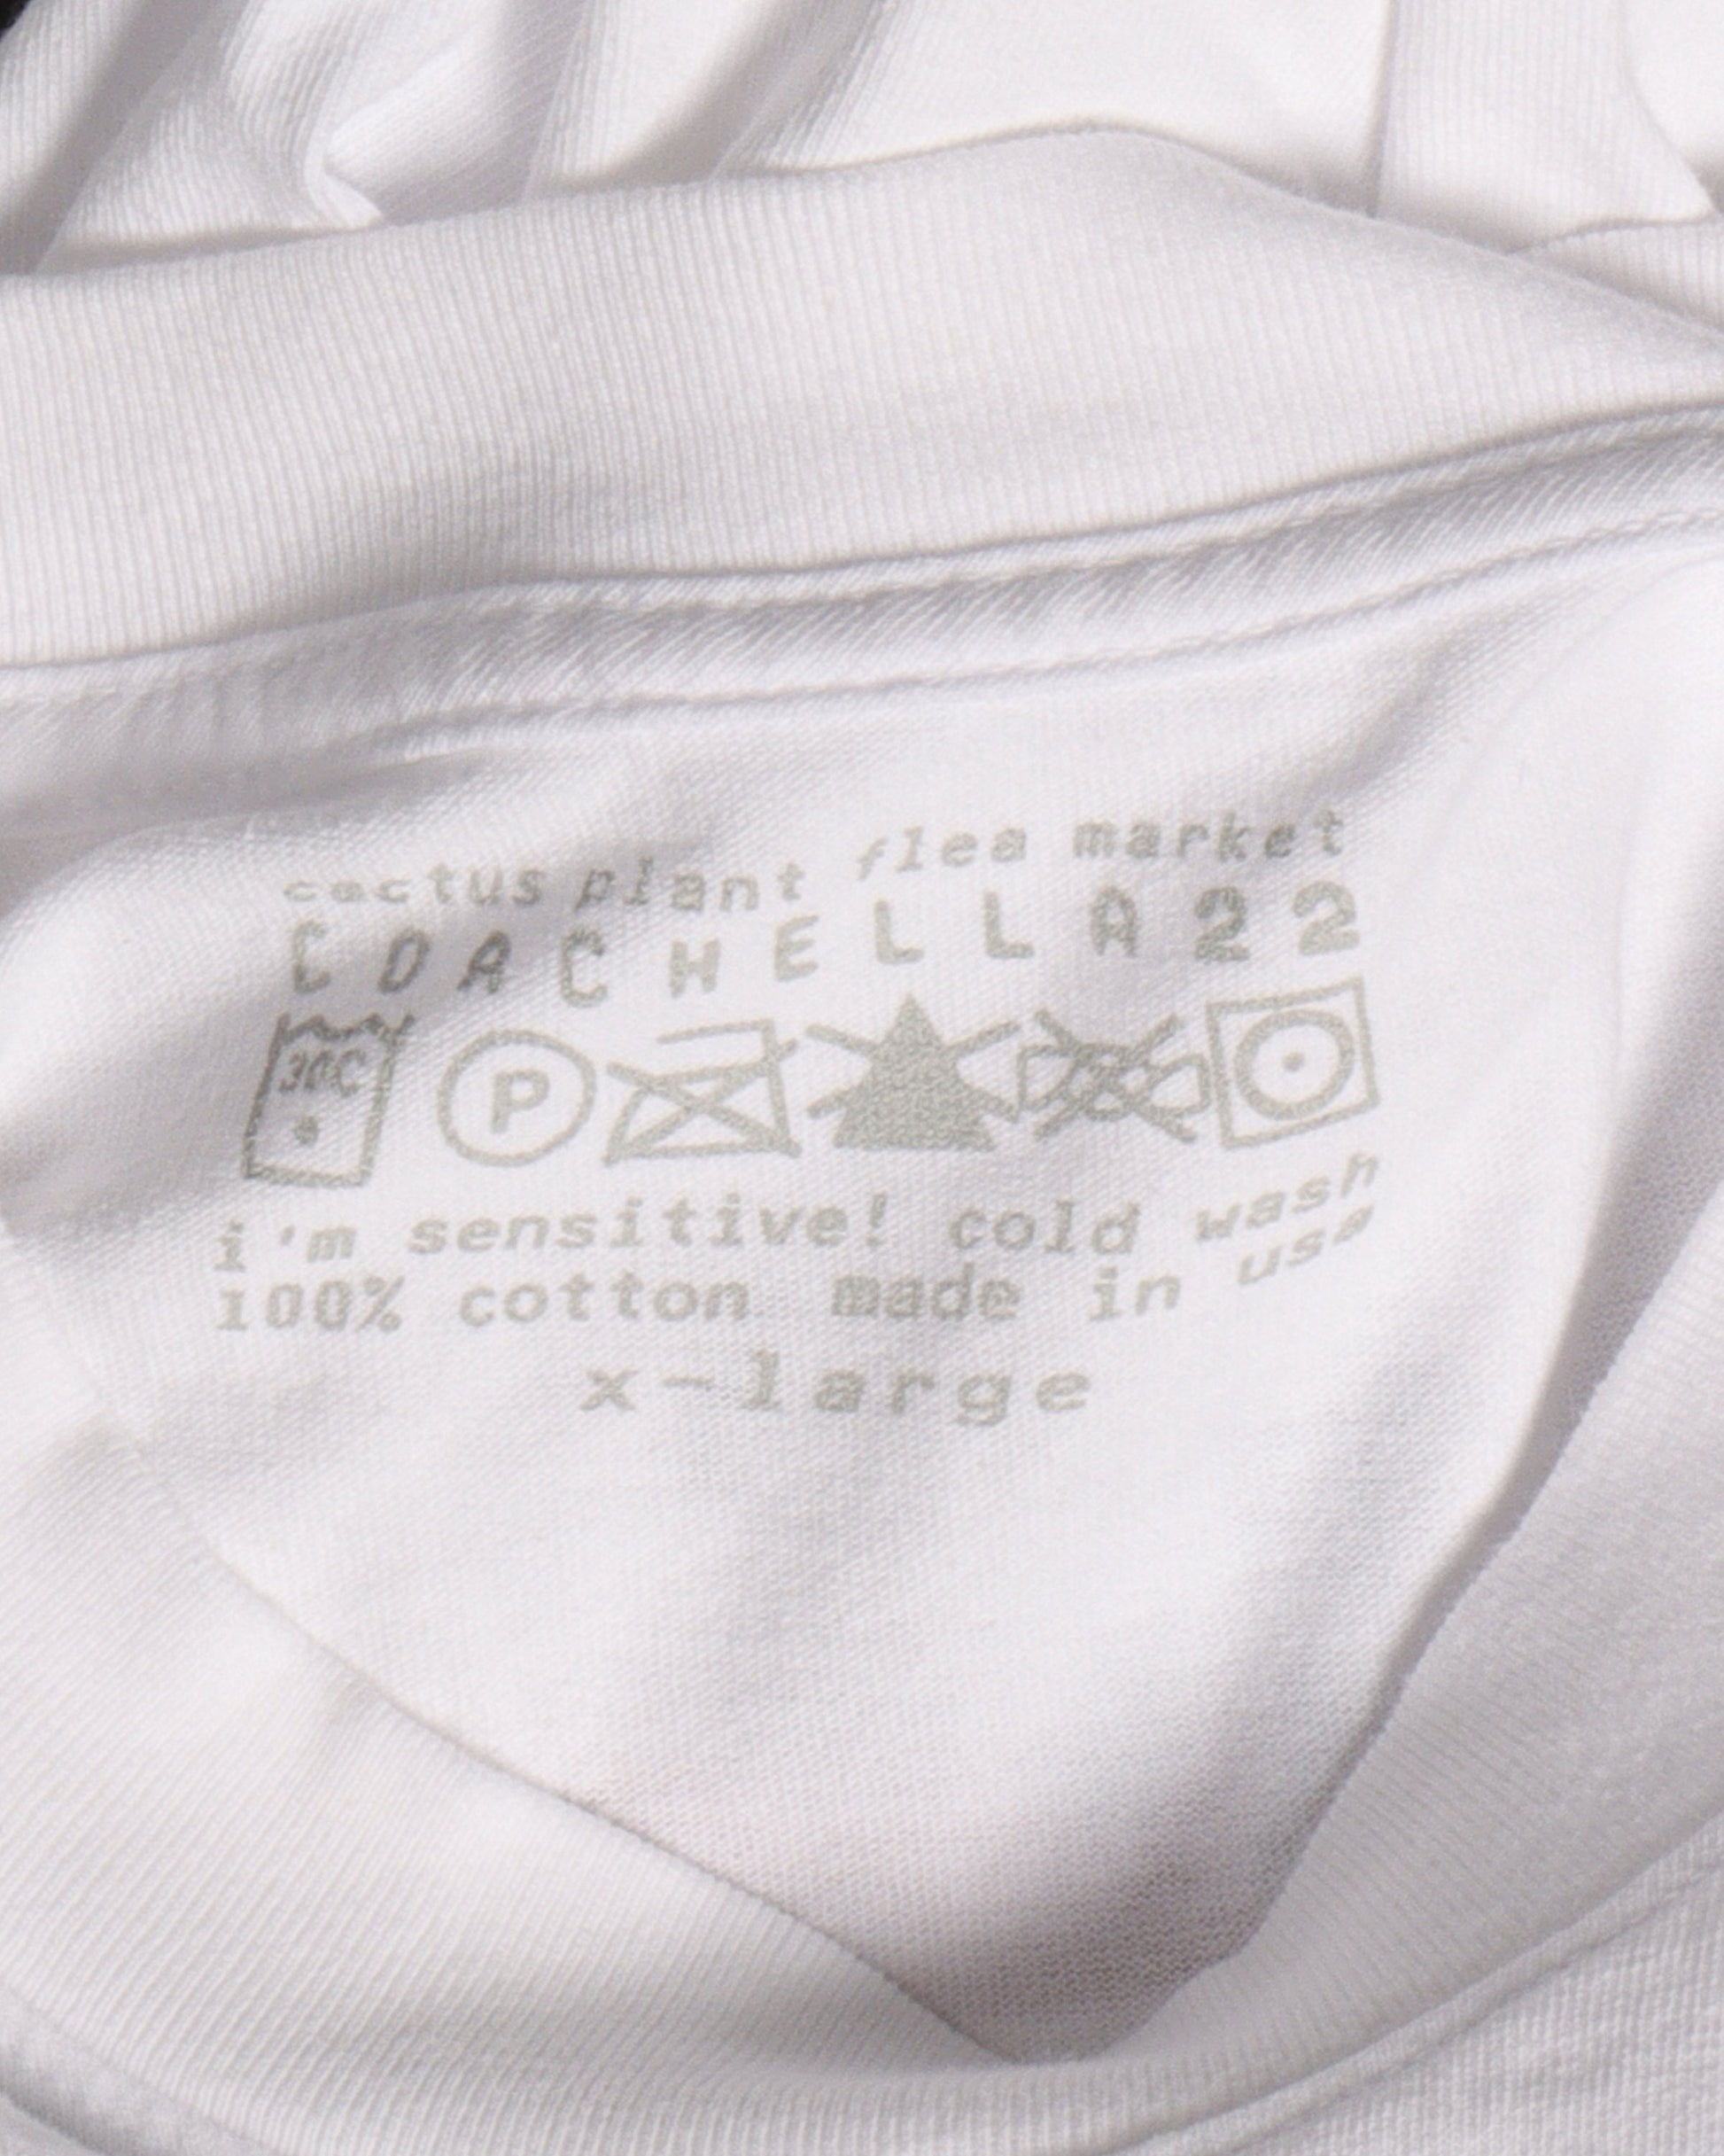 cactus plant flea market
COACHELLA22
30C
P
i'm sensitive! cold wash
100% cotton made in usa
x-large